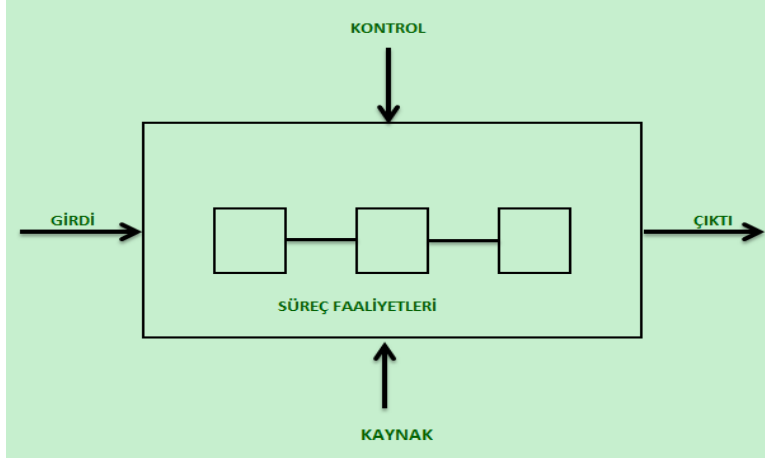 KONTROL
GİRDİ
ÇIKTI
SÜREÇ FAALİYETLERİ
KAYNAK